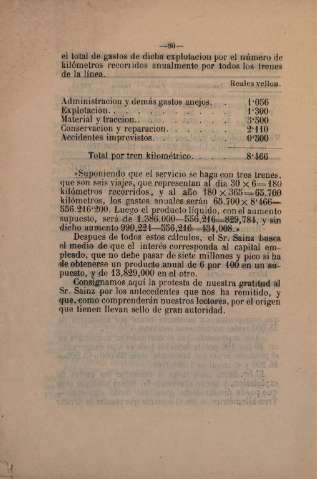 —30—
el total de gastos de dicha explotacion por el número de
kilómetros recorridos anualmente por todos los trenes
de la línea.
Reales vellon.
Administracion y demás gastos anejos. . 1·056
Explotacion. . . . . . . . 1·300
Material y traccion. . . . . . . 3·500
Conservacion y reparacion. . . . . . 2·110
Accidentes improvistos. . . . . . 0·500
Total por tren kilométrico. . . . . 8·466
»Suponiendo que el servicio se haga con tres trenes,
que son seis viajes, que representan al dia 30 × 6=180
kilómetros recorridos, y al año 180 × 365=65.700
kilómetros, los gastos anuales serán 65.700 × 8·466=
556.216·200. Luego el producto líquido, con el aumento
supuesto, será de 1.386.000—556,216=829,784, y sin
dicho aumento 990,224—556,216=434,008.»
Despues de todos estos cálculos, el Sr. Sainz busca
el medio de que el interés corresponda al capital em-
pleado, que no debe pasar de siete millones y pico si ha
de obtenerse un producto anual de 6 por 100 en un su-
puesto, y de 13,829,000 en el otro.
Consignamos aquí la protesta de nuestra gratitud al
Sr. Sainz por los antecedentes que nos ha remitido, y
que, como comprenderán nuestros lectores, por el origen
que tienen llevan sello de gran autoridad.